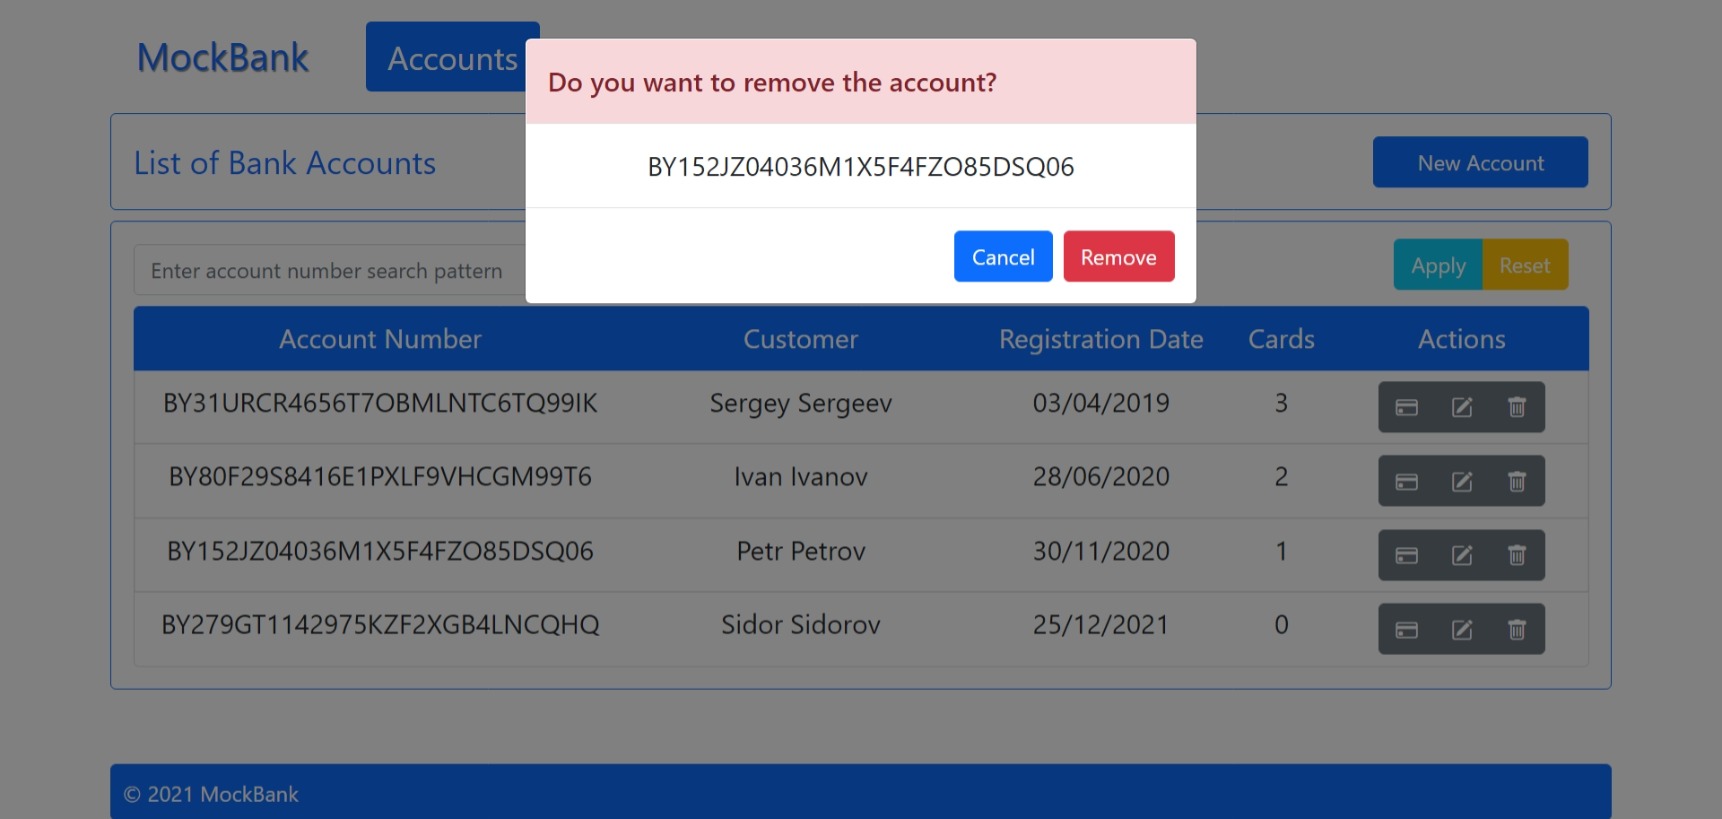 MockBank
Accounts
Do you want to remove the account?
BY152JZ04036M1X5F4FZO85DSQ06
Cancel Remove
List of Bank Accounts
New Account
Enter account number search pattern
Apply Reset
Account Number Customer Registration Date Cards Actions
BY31URCR4656T7OBMLNTC6TQ99IK Sergey Sergeev 03/04/2019 3
BY80F29S8416E1PXLF9VHCGM99T6 Ivan Ivanov 28/06/2020 2
BY152JZ04036M1X5F4FZO85DSQ06 Petr Petrov 30/11/2020 1
BY279GT1142975KZF2XGB4LNCQHQ Sidor Sidorov 25/12/2021 0
© 2021 MockBank